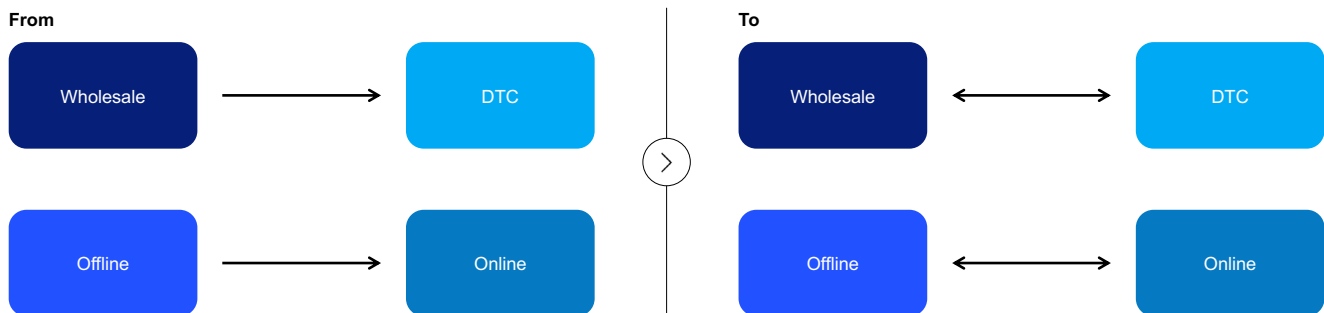 From
Wholesale
DTC
Offline
Online
To
Wholesale
DTC
Offline
Online